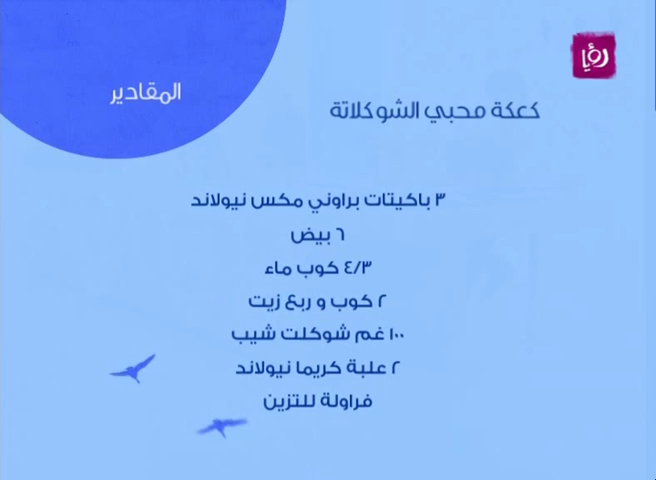 رؤيا
المقادير
كعكة محبي الشوكلاتة
٣ باكيتات براوني مكس نيولاند
٦ بيض
٤/٣ كوب ماء
٢ كوب و ربع زيت
١٠٠ غم شوكلت شيب
٢ علبة كريما نيولاند
فراولة للتزين